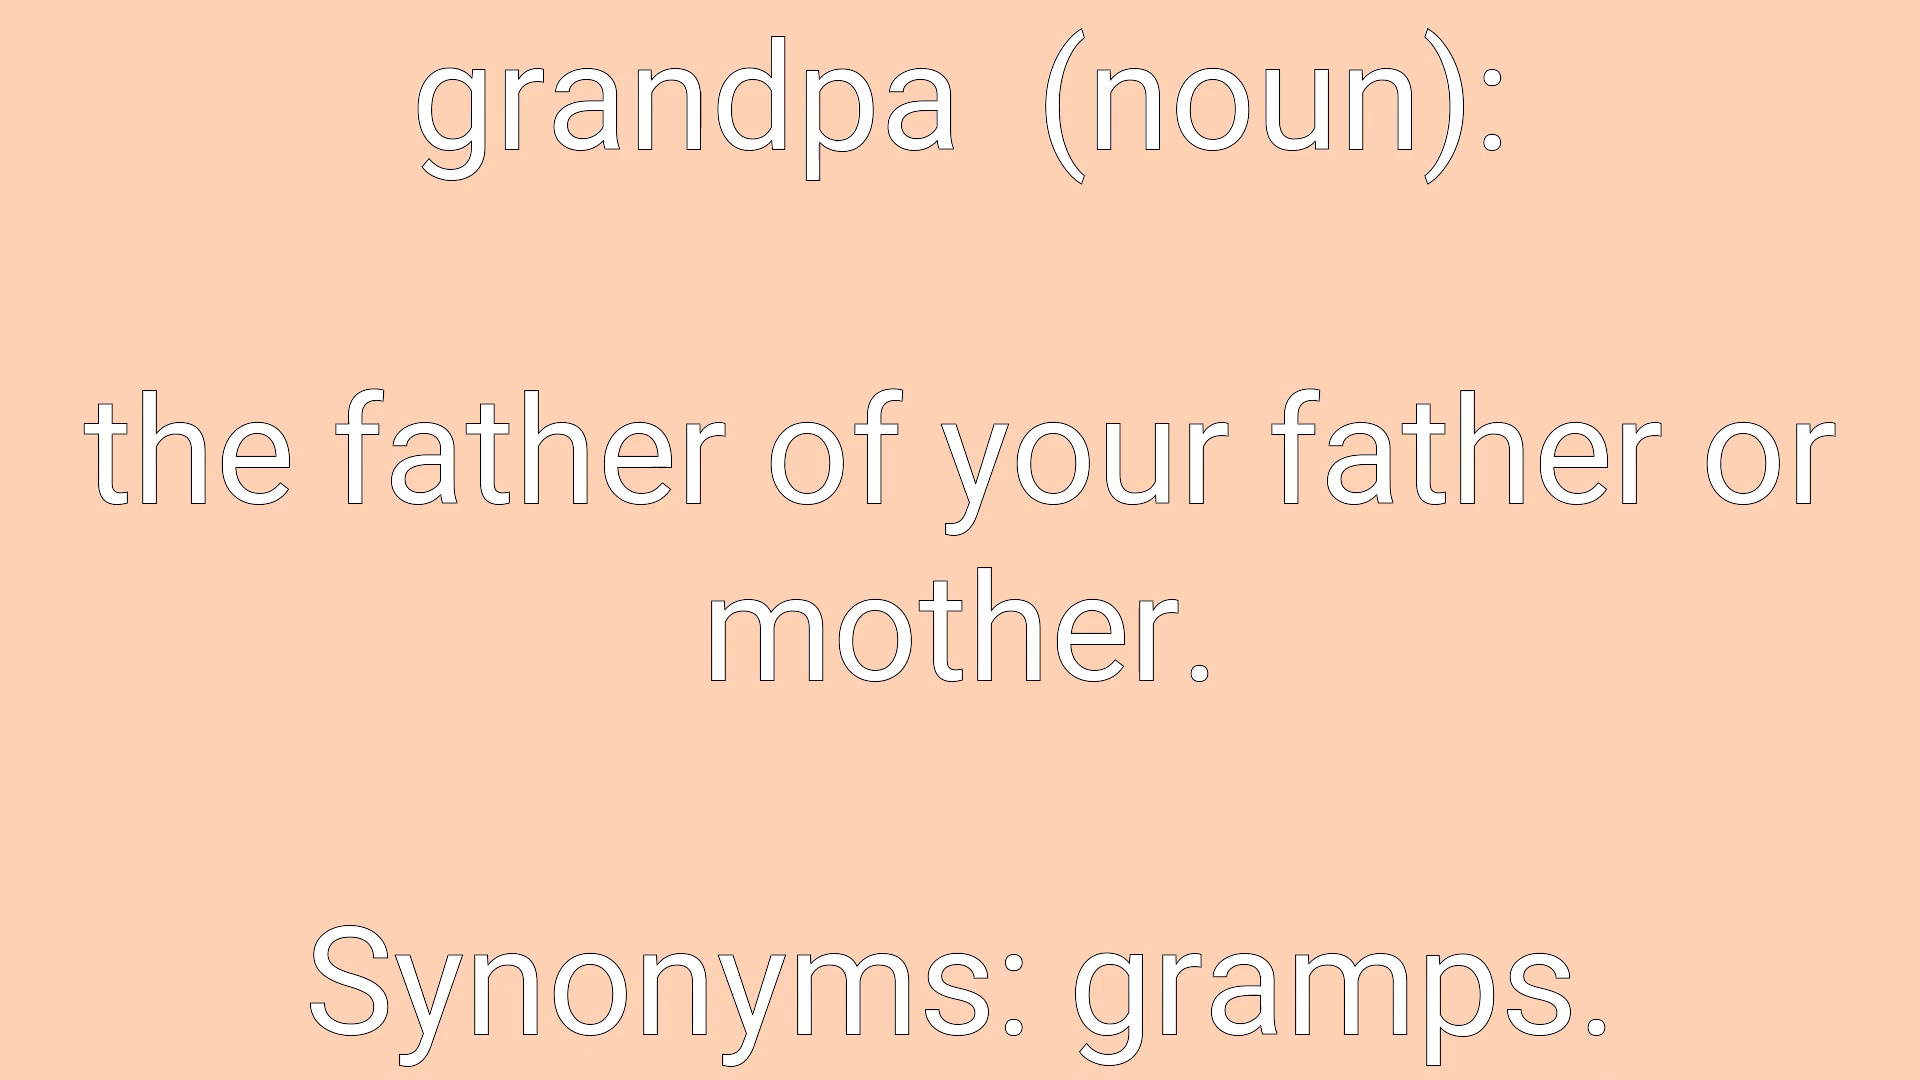 grandpa  (noun):
the father of your father or
mother.
Synonyms: gramps.